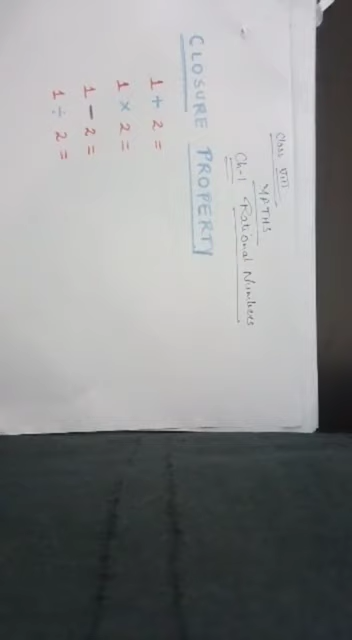 Class VIII
MATHS
Ch-1 Rational Numbers
CLOSURE PROPERTY
1 + 2 =
1 × 2 =
1 - 2 =
1 ÷ 2 =